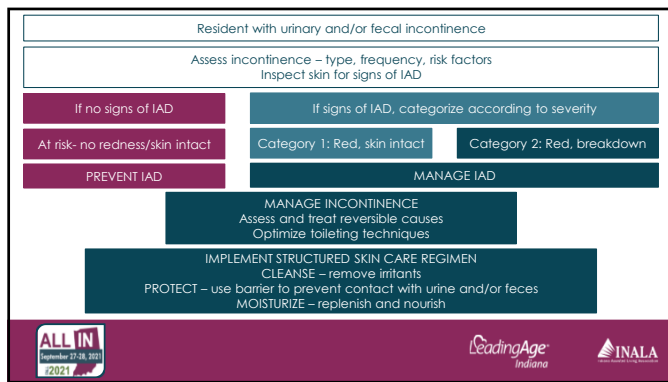 Resident with urinary and/or fecal incontinence
Assess incontinence – type, frequency, risk factors
Inspect skin for signs of IAD
If no signs of IAD
If signs of IAD, categorize according to severity
At risk- no redness/skin intact
Category 1: Red, skin intact
Category 2: Red, breakdown
PREVENT IAD
MANAGE IAD
MANAGE INCONTINENCE
Assess and treat reversible causes
Optimize toileting techniques
IMPLEMENT STRUCTURED SKIN CARE REGIMEN
CLEANSE – remove irritants
PROTECT – use barrier to prevent contact with urine and/or feces
MOISTURIZE – replenish and nourish
ALL IN
September 27-28, 2021
2021
LeadingAge
Indiana
INALA
Indiana Assisted Living Association